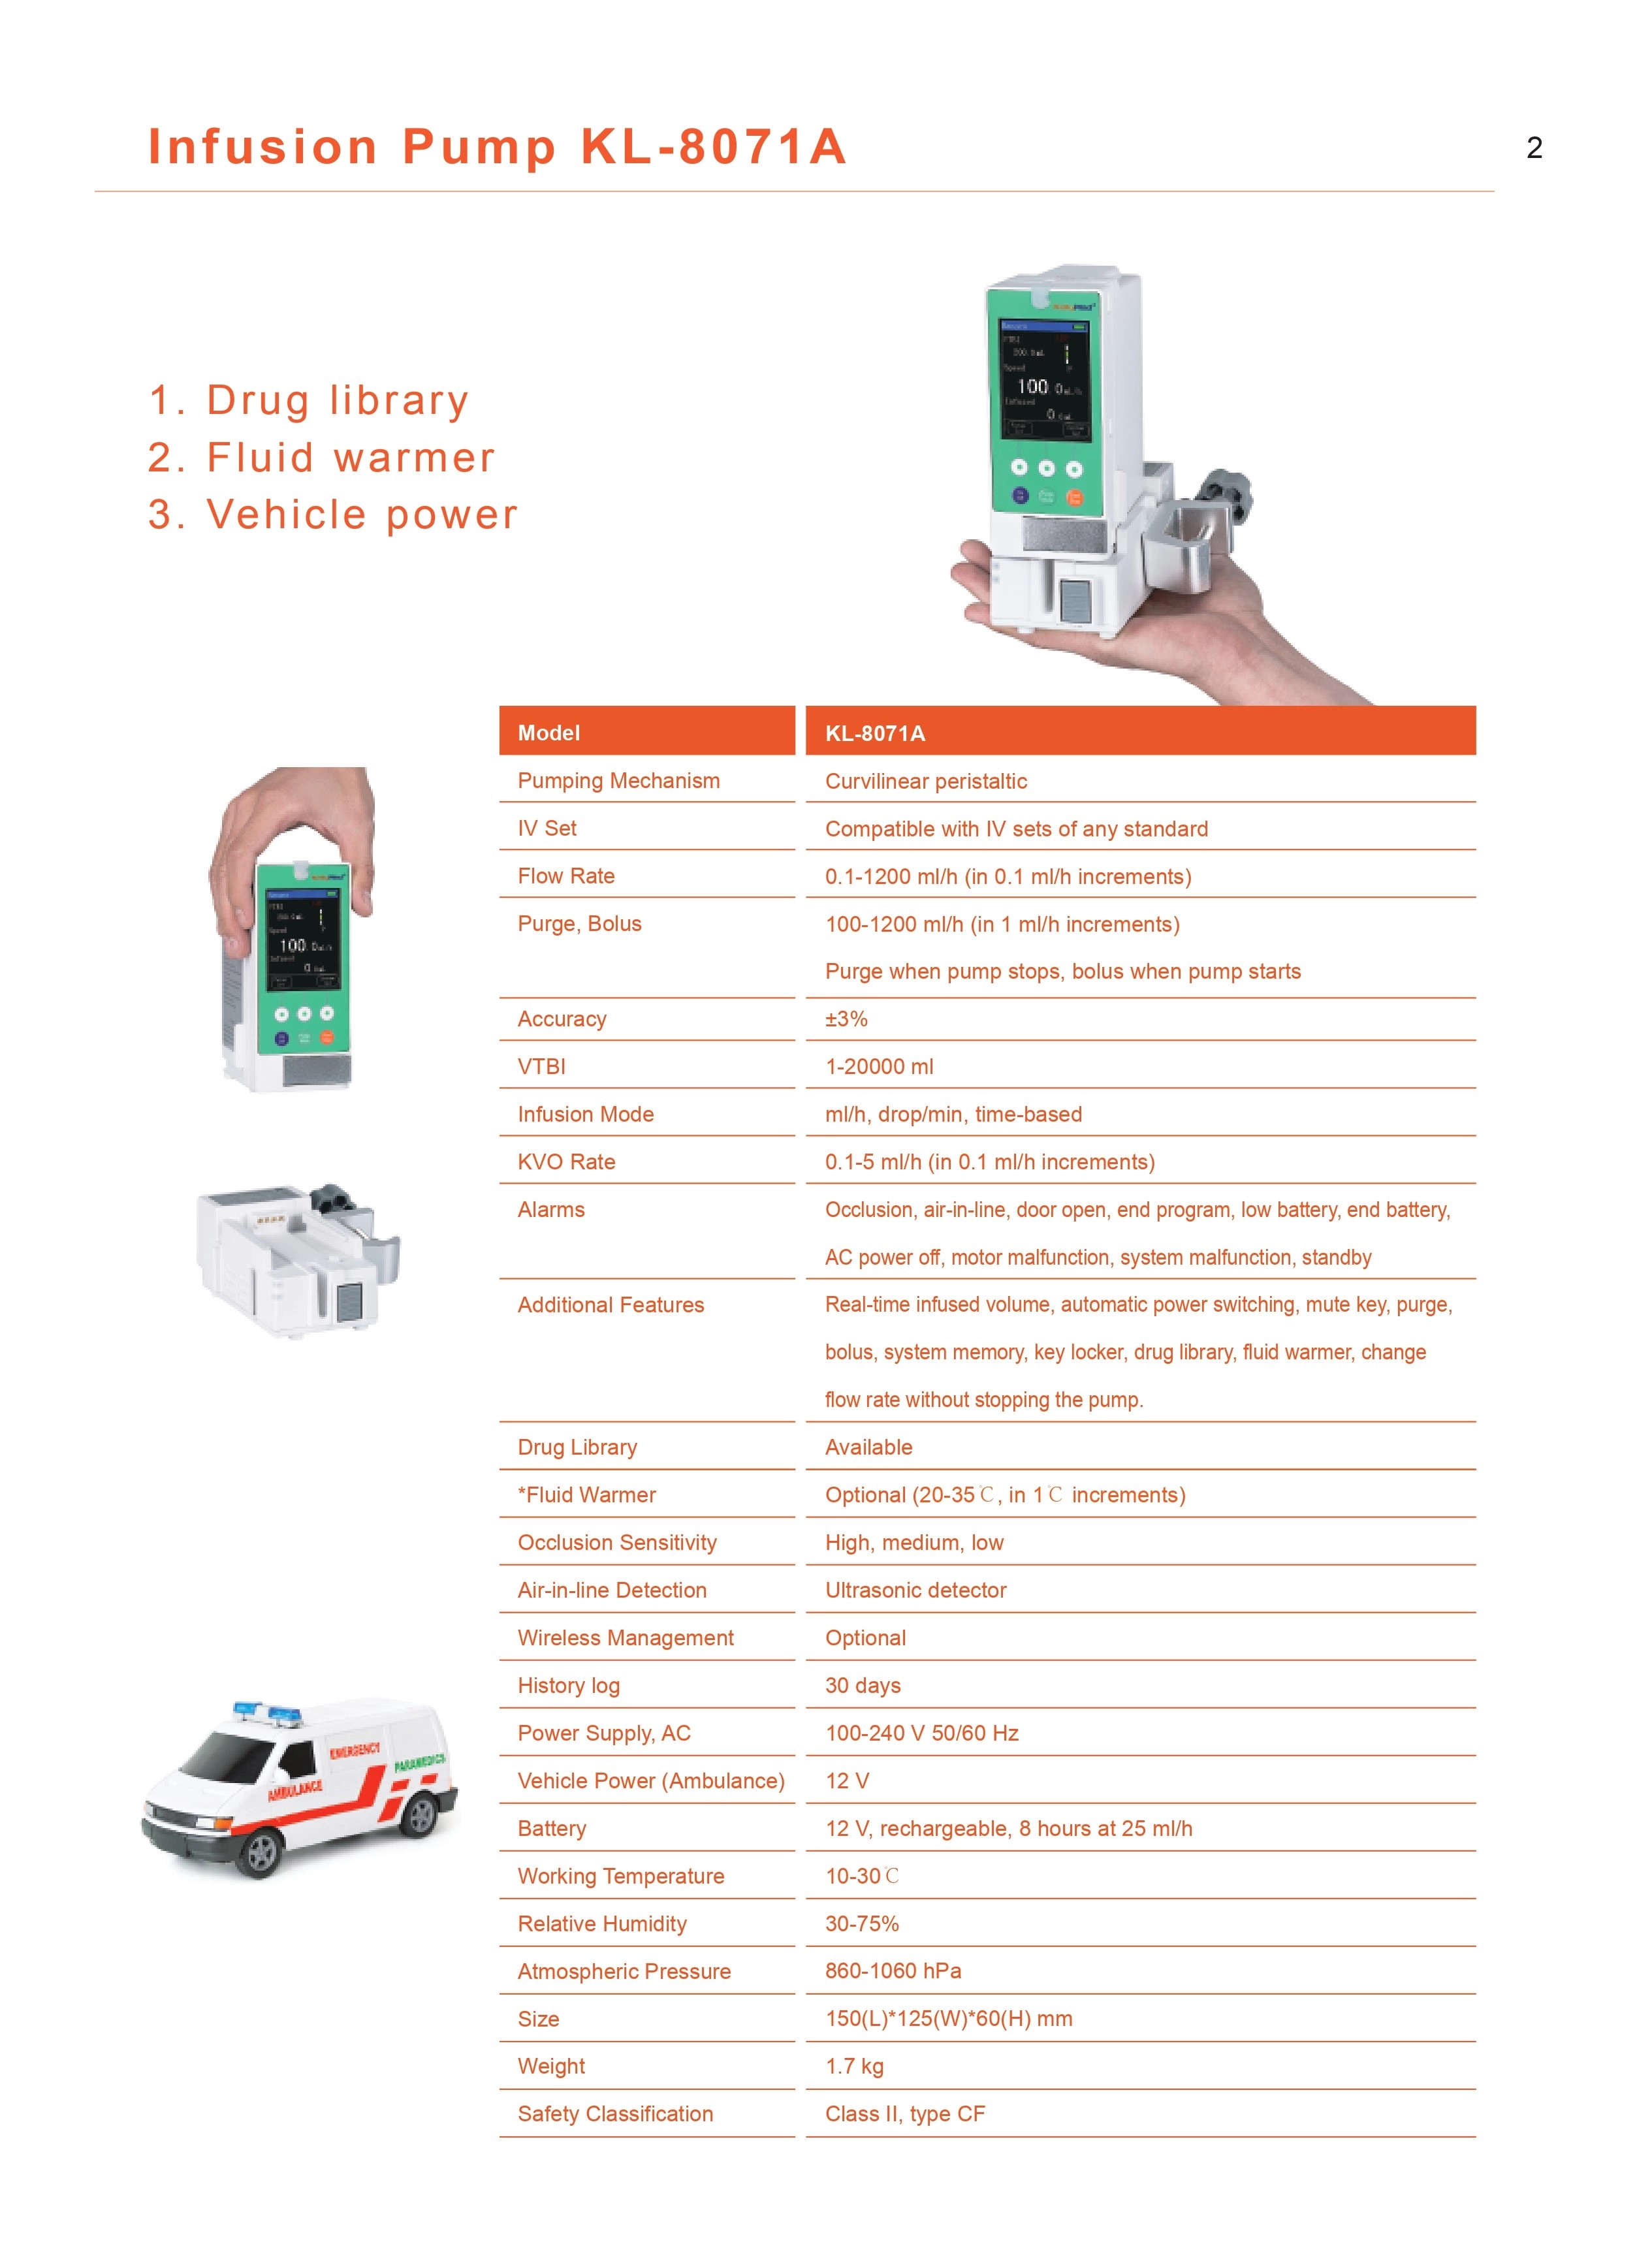 Infusion Pump KL-8071A
2
1. Drug library
2. Fluid warmer
3. Vehicle power
VTBI
Speed
100.0
Model KL-8071A
Pumping Mechanism Curvilinear peristaltic
IV Set Compatible with IV sets of any standard
Flow Rate 0.1-1200 ml/h (in 0.1 ml/h increments)
Purge, Bolus 100-1200 ml/h (in 1 ml/h increments)
Purge when pump stops, bolus when pump starts
Accuracy ±3%
VTBI 1-20000 ml
Infusion Mode ml/h, drop/min, time-based
KVO Rate 0.1-5 ml/h (in 0.1 ml/h increments)
Alarms Occlusion, air-in-line, door open, end program, low battery, end battery,
AC power off, motor malfunction, system malfunction, standby
Additional Features Real-time infused volume, automatic power switching, mute key, purge,
bolus, system memory, key locker, drug library, fluid warmer, change
flow rate without stopping the pump.
Drug Library Available
*Fluid Warmer Optional (20-35℃, in 1℃ increments)
Occlusion Sensitivity High, medium, low
Air-in-line Detection Ultrasonic detector
Wireless Management Optional
History log 30 days
Power Supply, AC 100-240 V 50/60 Hz
Vehicle Power (Ambulance) 12 V
Battery 12 V, rechargeable, 8 hours at 25 ml/h
Working Temperature 10-30℃
Relative Humidity 30-75%
Atmospheric Pressure 860-1060 hPa
Size 150(L)*125(W)*60(H) mm
Weight 1.7 kg
Safety Classification Class II, type CF
VTBI
Speed
100.0
EMERGENCY
PARAMEDICS
AMBULANCE